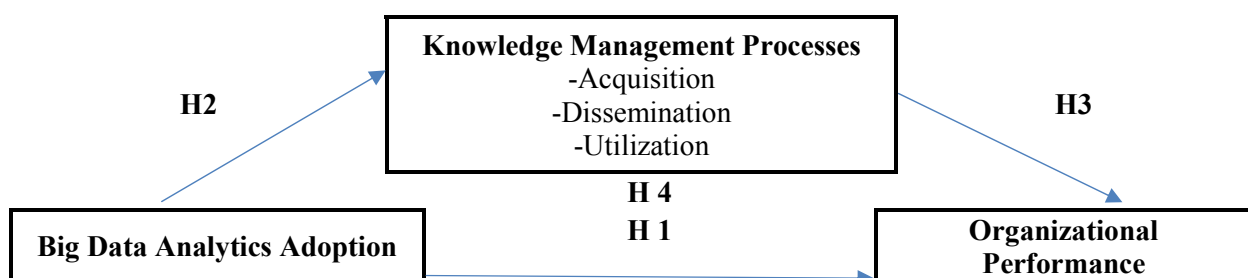 Knowledge Management Processes
-Acquisition
-Dissemination
-Utilization
H2
H3
H 4
H 1
Big Data Analytics Adoption
Organizational
Performance